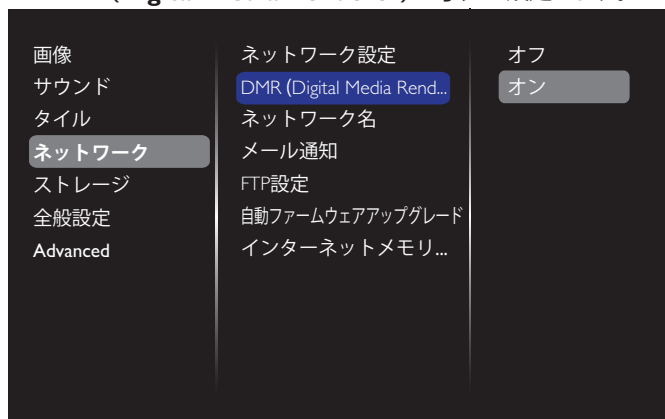 画像
サウンド
タイル
ネットワーク
ストレージ
全般設定
Advanced
ネットワーク設定
DMR (Digital Media Rend...
ネットワーク名
メール通知
FTP設定
自動ファームウェアアップグレード
インターネットメモリ...
オフ
オン